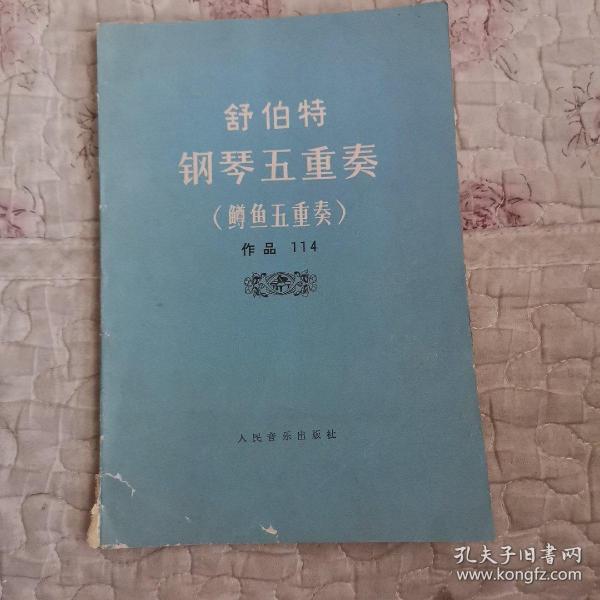 舒伯特
钢琴五重奏
（鳟鱼五重奏）
作品 114
人民音乐出版社
孔夫子旧书网
www.kongfz.com